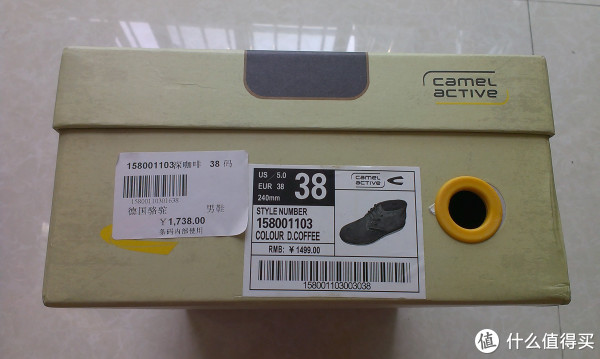 camel
active
158001103深咖啡 38 码
15800110301638
德国骆驼 男鞋
￥1,738.00
条码内部使用
US 5.0
EUR 38
240mm
38
camel
active
STYLE NUMBER
158001103
COLOUR D.COFFEE
RMB: ￥1499.00
158001103003038
值 什么值得买